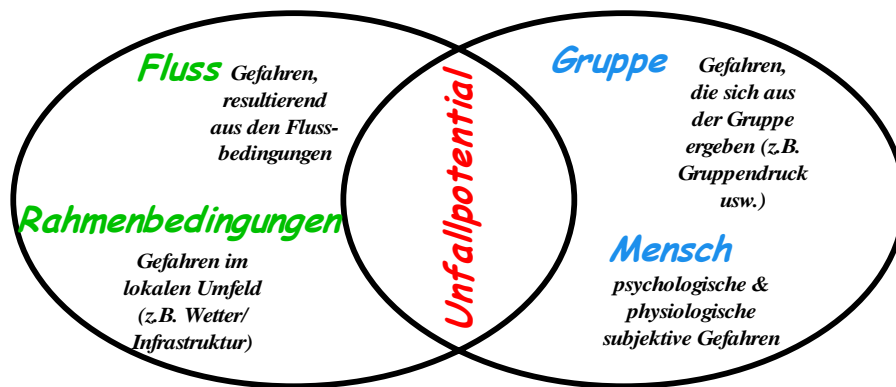 Fluss
Gefahren,
resultierend
aus den Fluss-
bedingungen
Rahmenbedingungen
Gefahren im
lokalen Umfeld
(z.B. Wetter/
Infrastruktur)
Unfallpotential
Gruppe
Gefahren,
die sich aus
der Gruppe
ergeben (z.B.
Gruppendruck
usw.)
Mensch
psychologische &
physiologische
subjektive Gefahren